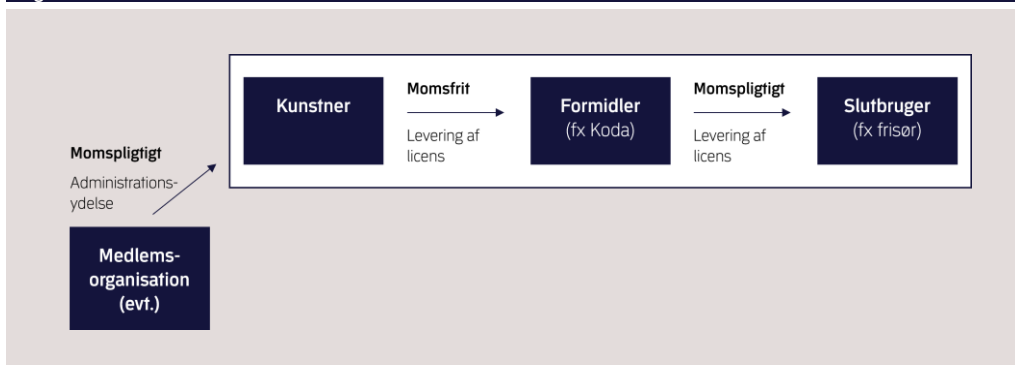 Kunstner
Momsfrit
Levering af
licens
Formidler
(fx Koda)
Momspligtigt
Levering af
licens
Slutbruger
(fx frisør)
Momspligtigt
Administrations-
ydelse
Medlems-
organisation
(evt.)